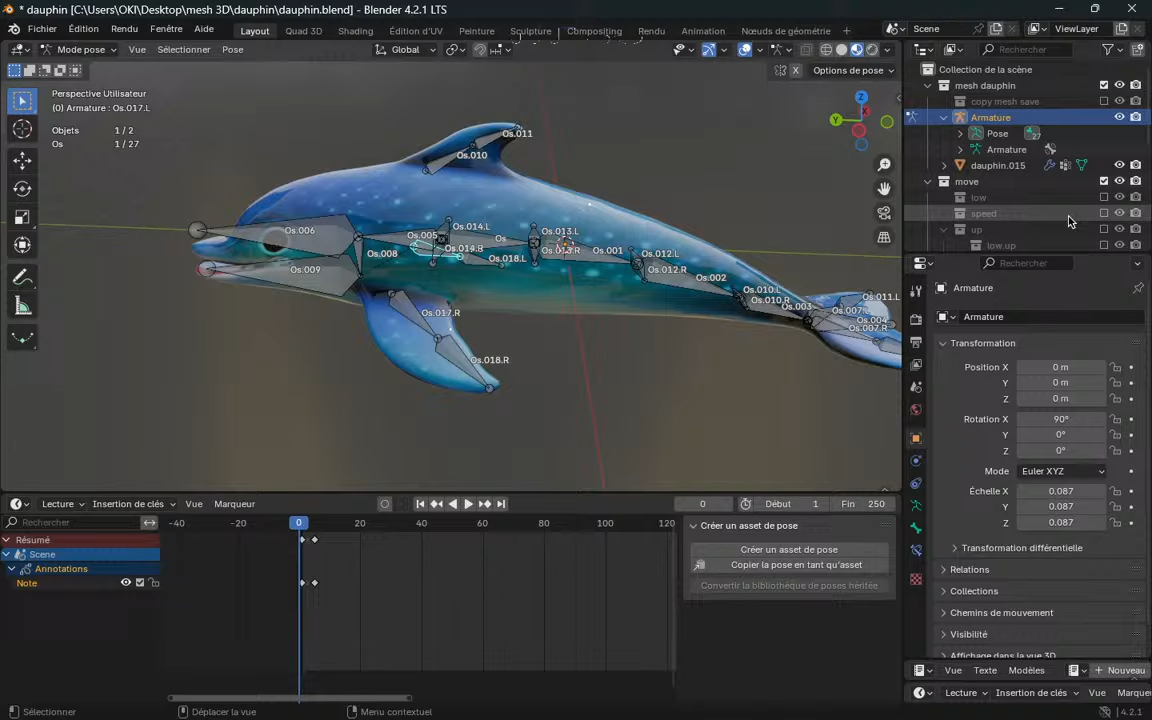 * dauphin [C:\Users\OKI\Desktop\mesh 3D\dauphin\dauphin.blend] - Blender 4.2.1 LTS
Fichier Édition Rendu Fenêtre Aide Layout Quad 3D Shading Édition d'UV Peinture Sculpture Compositing Rendu Animation Nœuds de géométrie + Scene ViewLayer
Mode pose Vue Sélectionner Pose Global Rechercher
X Options de pose
Perspective Utilisateur
(0) Armature : Os.017.L
Objets 1 / 2
Os 1 / 27
Z
X
Y
Os.011
Os.010
Os.006
Os.005
Os.014.L
Os
Os.013.L
Os.013.R
Os.014.R
Os.008
Os.018.L
Os.001
Os.012.L
Os.012.R
Os.009
Os.002
Os.010.L
Os.010.R
Os.003
Os.011.L
Os.004
Os.007.R
Os.017.R
Os.018.R
Collection de la scène
mesh dauphin
copy mesh save
Armature
Pose 27
Armature
dauphin.015
move
low
speed
up
low.up
Rechercher
Armature
Armature
Transformation
Position X 0 m
Y 0 m
Z 0 m
Rotation X 90°
Y 0°
Z 0°
Mode Euler XYZ
Échelle X 0.087
Y 0.087
Z 0.087
Transformation différentielle
Relations
Collections
Chemins de mouvement
Visibilité
Affichage dans la vue 3D
Vue Texte Modèles + Nouveau
Lecture Insertion de clés Vue Marque
Lecture Insertion de clés Vue Marqueur 0 Début 1 Fin 250
Rechercher -40 -20 0 20 40 60 80 100 120
Résumé
Scene
Annotations
Note
Créer un asset de pose
Créer un asset de pose
Copier la pose en tant qu'asset
Convertir la bibliothèque de poses héritée
Sélectionner Déplacer la vue Menu contextuel 4.2.1